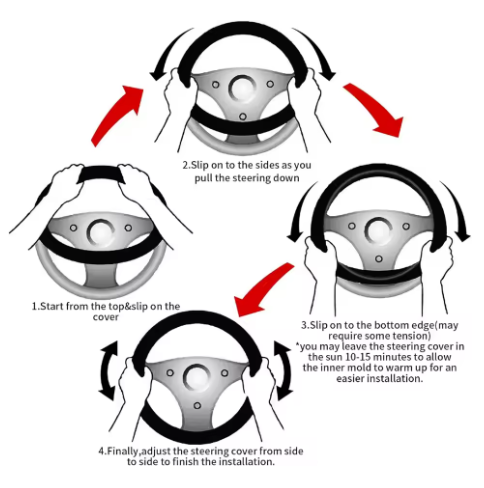 1.Start from the top&slip on the
cover
2.Slip on to the sides as you
pull the steering down
3.Slip on to the bottom edge(may
require some tension)
*you may leave the steering cover in
the sun 10-15 minutes to allow
the inner mold to warm up for an
easier installation.
4.Finally,adjust the steering cover from side
to side to finish the installation.